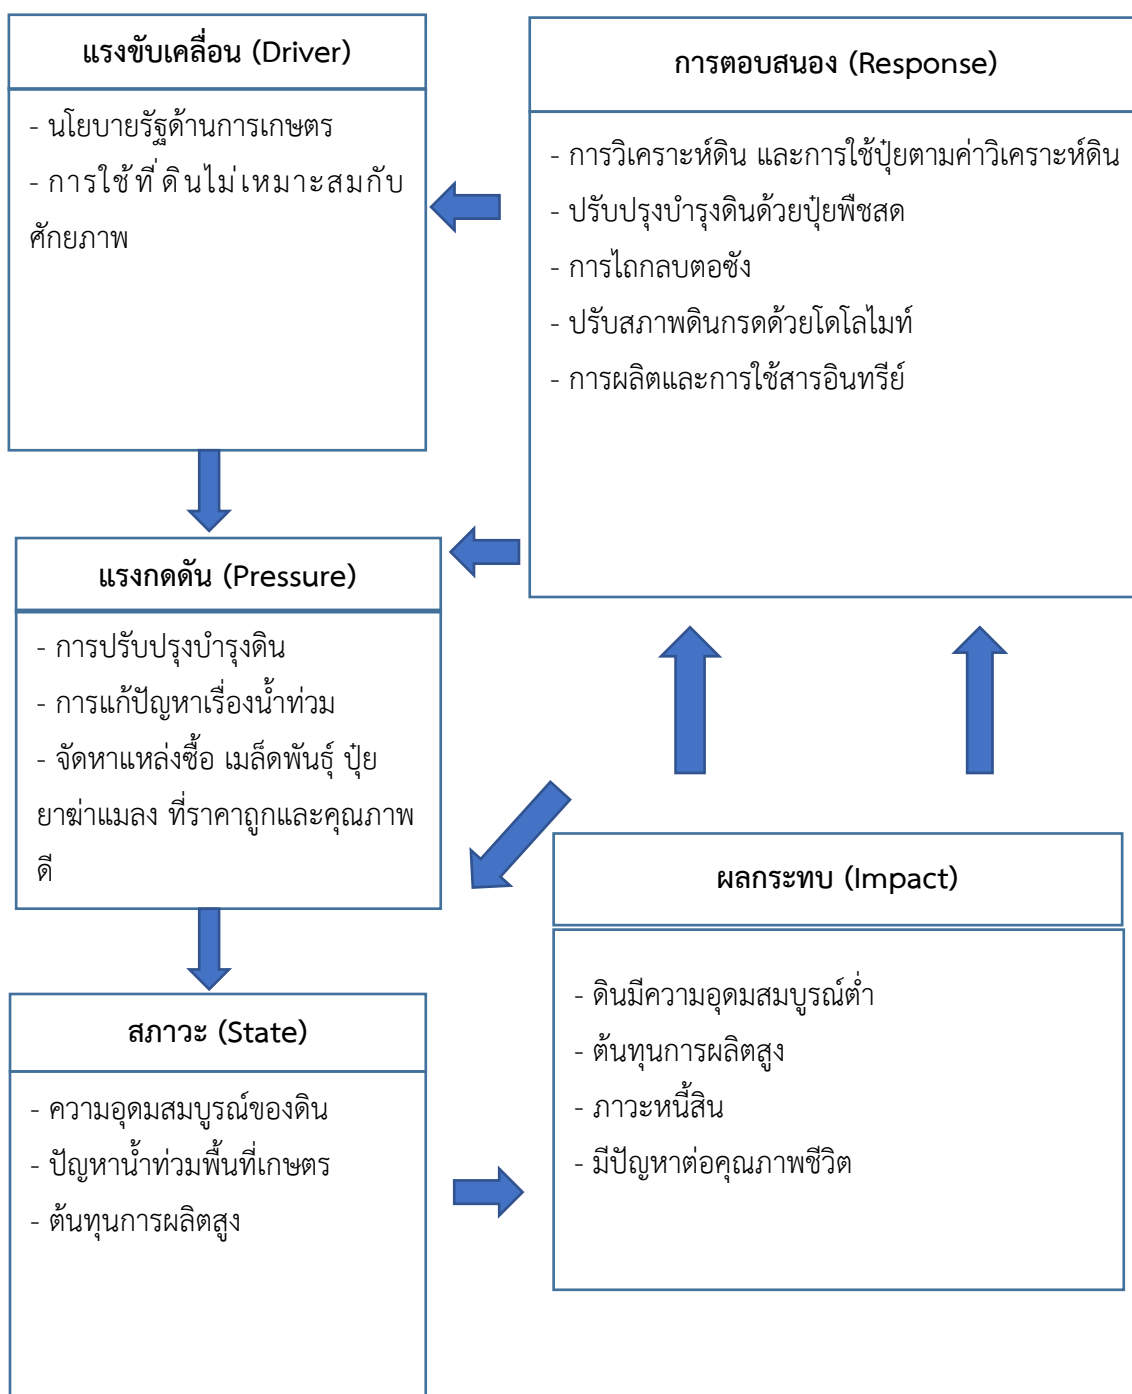 แรงขับเคลื่อน (Driver)
- นโยบายรัฐด้านการเกษตร
- การใช้ที่ดินไม่เหมาะสมกับ
ศักยภาพ
การตอบสนอง (Response)
- การวิเคราะห์ดิน และการใช้ปุ๋ยตามค่าวิเคราะห์ดิน
- ปรับปรุงบำรุงดินด้วยปุ๋ยพืชสด
- การไถกลบตอซัง
- ปรับสภาพดินกรดด้วยโดโลไมท์
- การผลิตและการใช้สารอินทรีย์
แรงกดดัน (Pressure)
- การปรับปรุงบำรุงดิน
- การแก้ปัญหาเรื่องน้ำท่วม
- จัดหาแหล่งซื้อ เมล็ดพันธุ์ ปุ๋ย
ยาฆ่าแมลง ที่ราคาถูกและคุณภาพ
ดี
สภาวะ (State)
- ความอุดมสมบูรณ์ของดิน
- ปัญหาน้ำท่วมพื้นที่เกษตร
- ต้นทุนการผลิตสูง
ผลกระทบ (Impact)
- ดินมีความอุดมสมบูรณ์ต่ำ
- ต้นทุนการผลิตสูง
- ภาวะหนี้สิน
- มีปัญหาต่อคุณภาพชีวิต